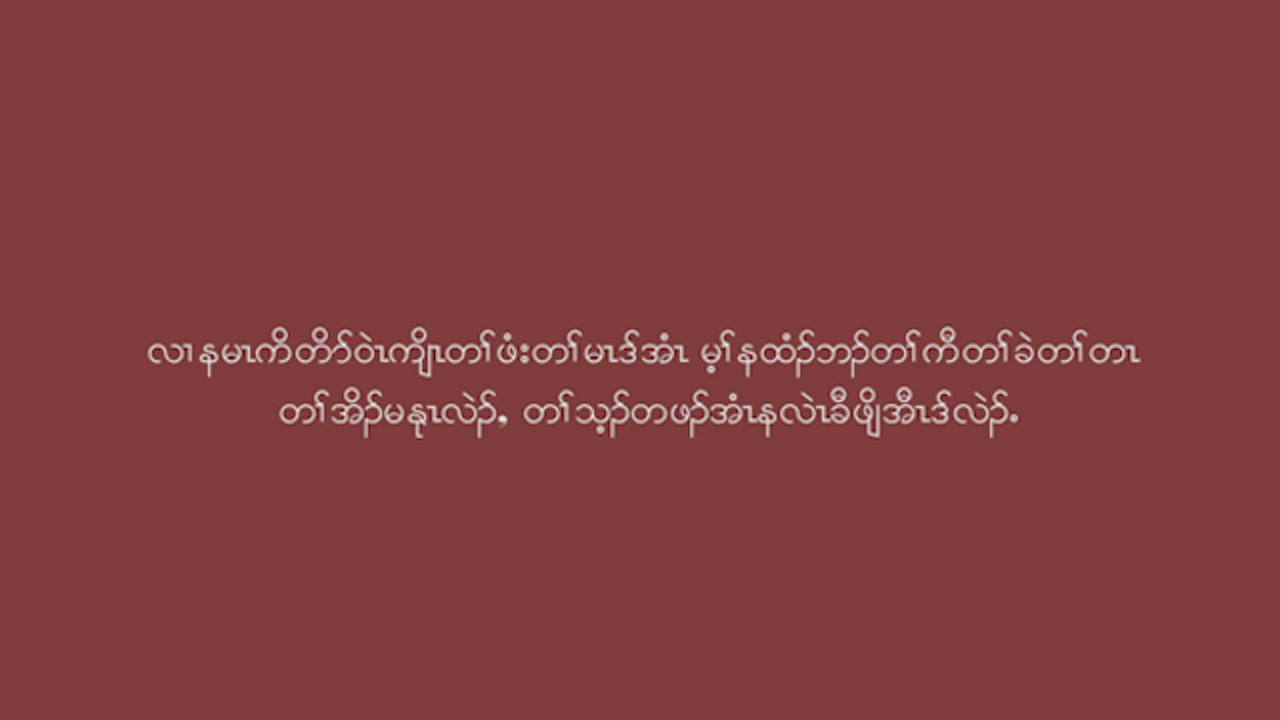 လၢနမၤကိတိာ်ဝဲၤကျိၤတၢ်ဖံးတၢ်မၤဒ်အံၤ မ့ၢ်နထံၣ်ဘၣ်တၢ်ကီတၢ်ခဲတၢ်တၤ
တၢ်အိၣ်မနုၤလဲၣ်, တၢ်သ့ၣ်တဖၣ်အံၤနလဲၤခီဖျိအီၤဒ်လဲၣ်.